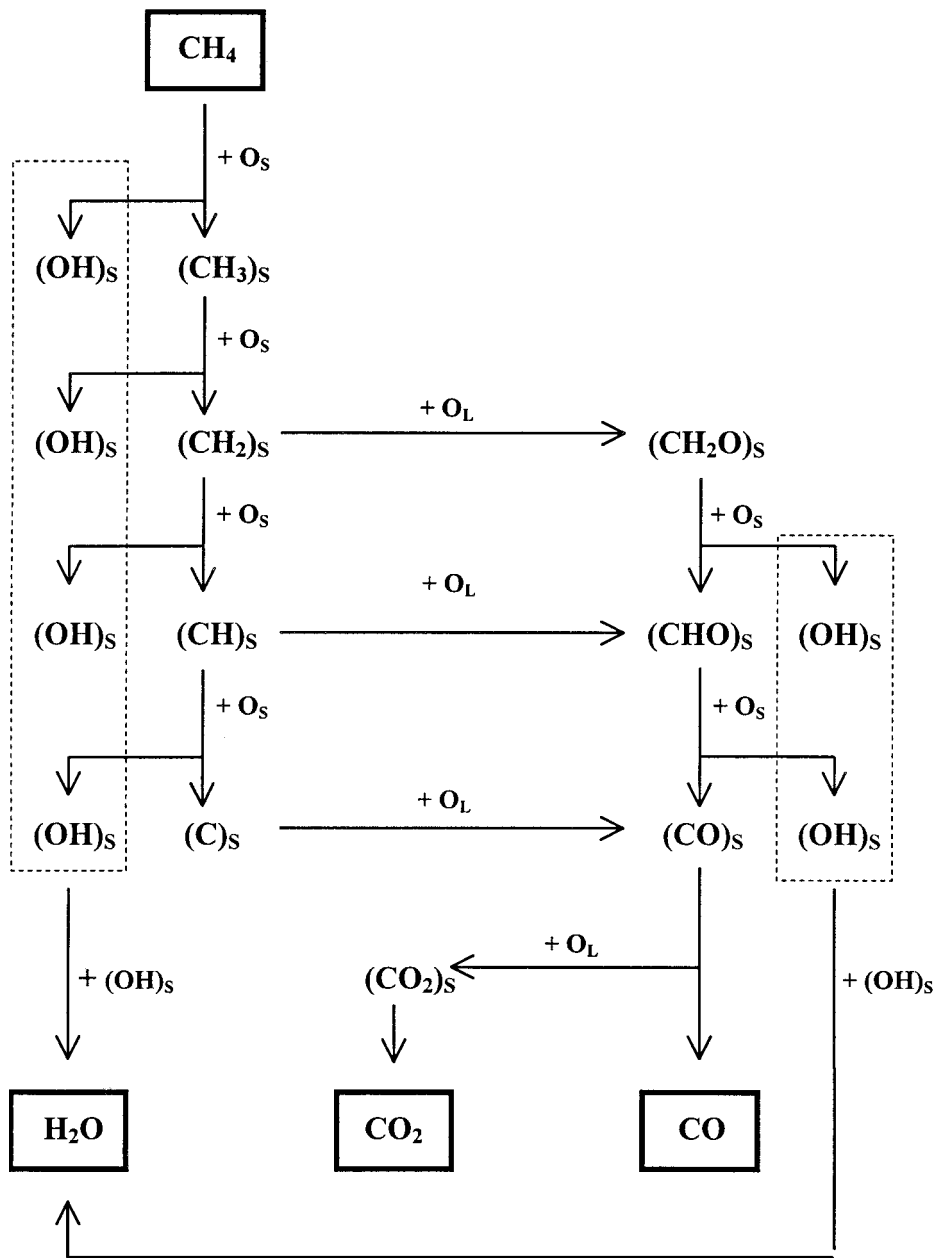 CH₄
+ Oₛ
(OH)ₛ (CH₃)ₛ
+ Oₛ
+ O_L
(OH)ₛ (CH₂)ₛ (CH₂O)ₛ
+ Oₛ + Oₛ
+ O_L
(OH)ₛ (CH)ₛ (CHO)ₛ (OH)ₛ
+ Oₛ + Oₛ
+ O_L
(OH)ₛ (C)ₛ (CO)ₛ (OH)ₛ
+ O_L
+ (OH)ₛ (CO₂)ₛ + (OH)ₛ
H₂O CO₂ CO